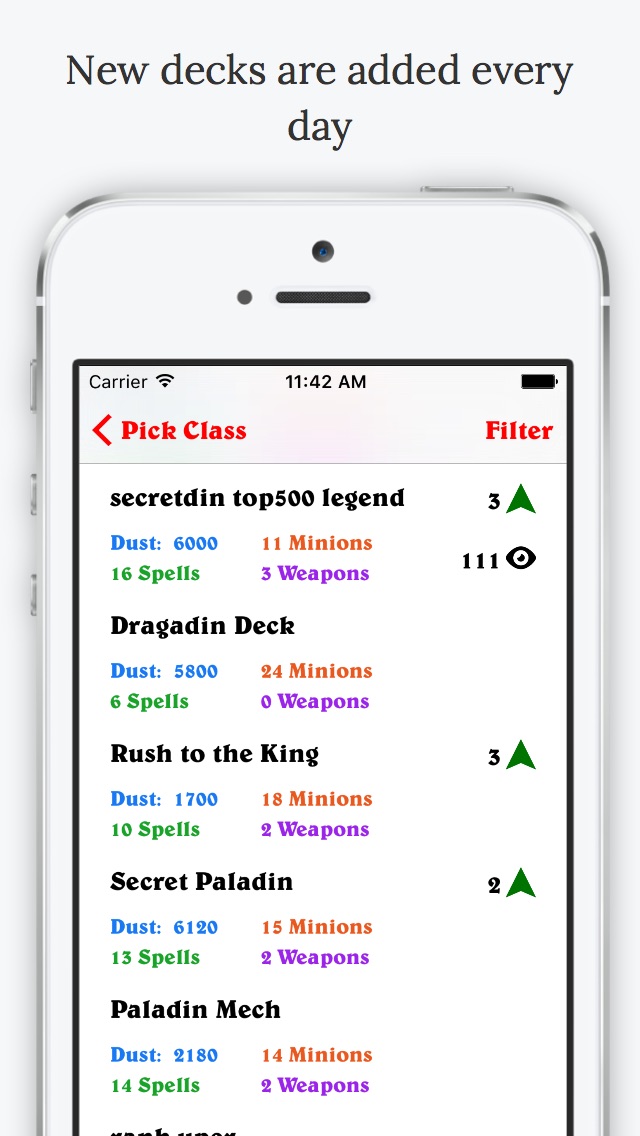 New decks are added every
day
Carrier 11:42 AM
Pick Class Filter
secretdin top500 legend 3
Dust: 6000 11 Minions
111
16 Spells 3 Weapons
Dragadin Deck
Dust: 5800 24 Minions
6 Spells 0 Weapons
Rush to the King 3
Dust: 1700 18 Minions
10 Spells 2 Weapons
Secret Paladin 2
Dust: 6120 15 Minions
13 Spells 2 Weapons
Paladin Mech
Dust: 2180 14 Minions
14 Spells 2 Weapons